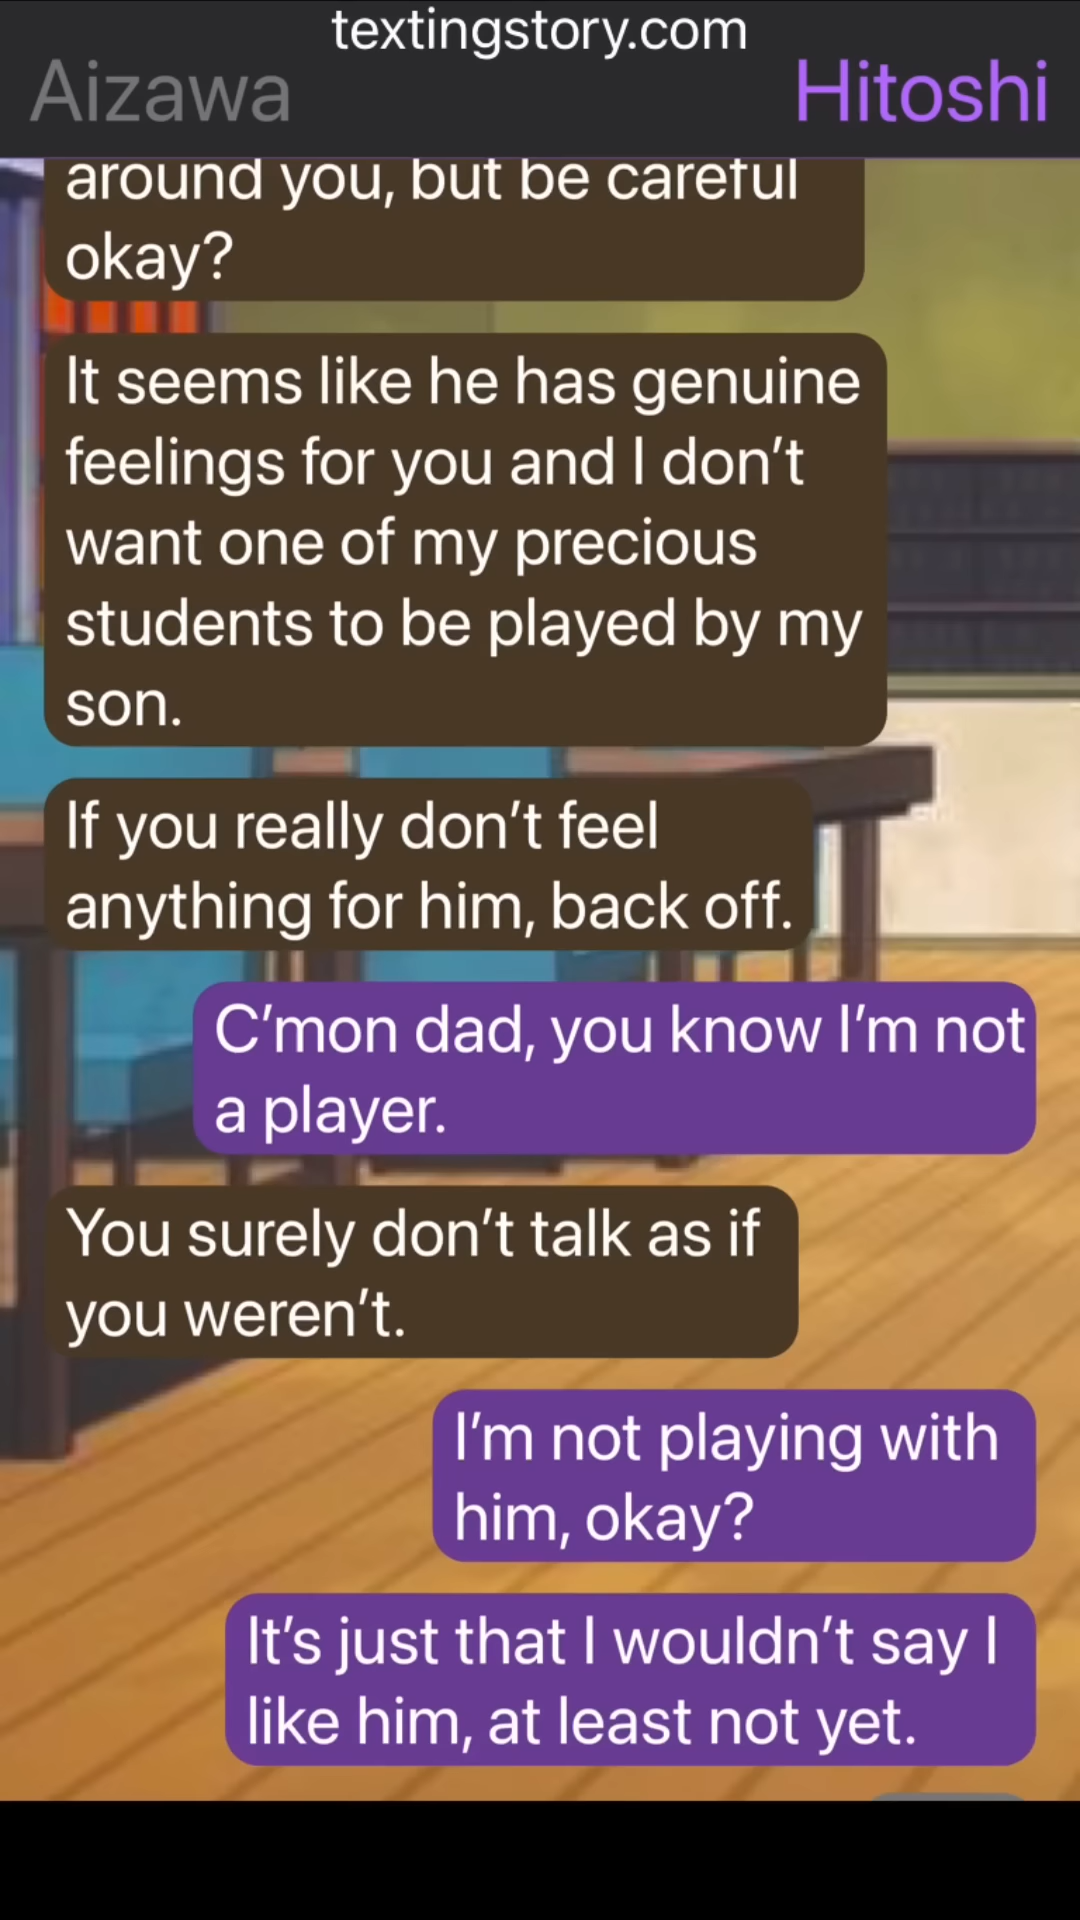 textingstory.com
Aizawa
Hitoshi
around you, but be careful
okay?
It seems like he has genuine
feelings for you and I don’t
want one of my precious
students to be played by my
son.
If you really don’t feel
anything for him, back off.
C’mon dad, you know I’m not
a player.
You surely don’t talk as if
you weren’t.
I’m not playing with
him, okay?
It’s just that I wouldn’t say I
like him, at least not yet.